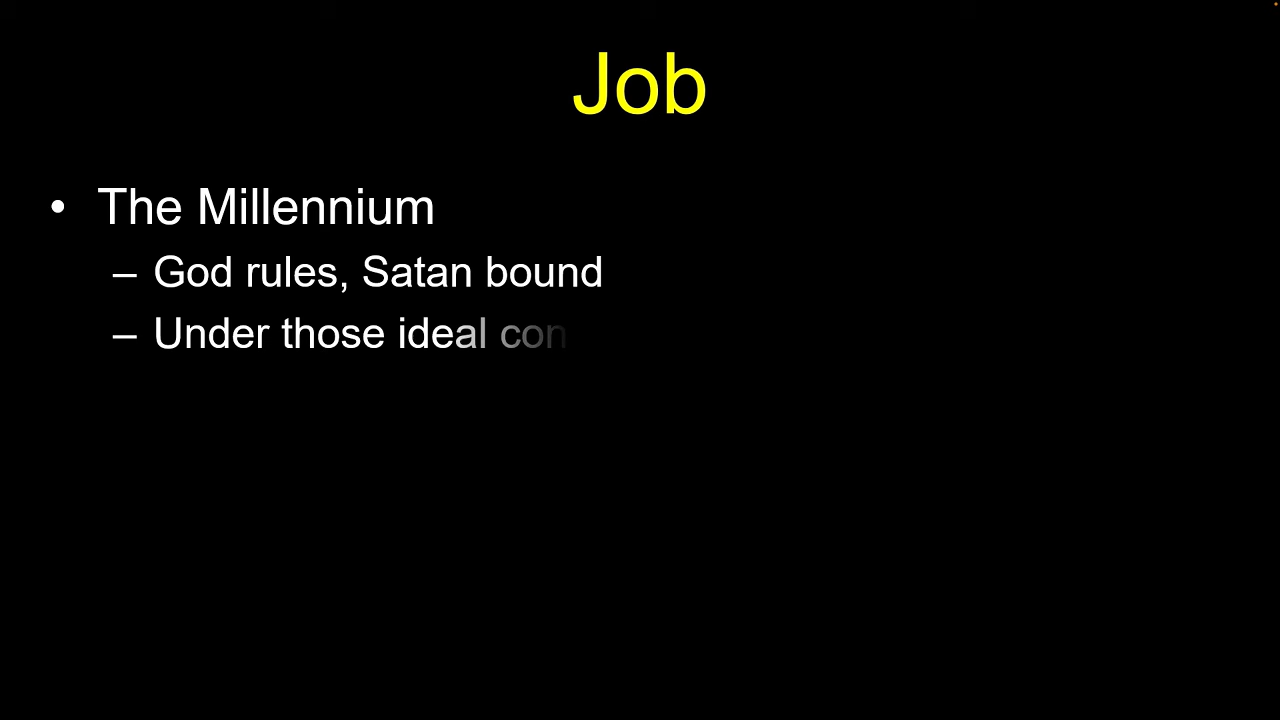 Job
• The Millennium
– God rules, Satan bound
– Under those ideal con